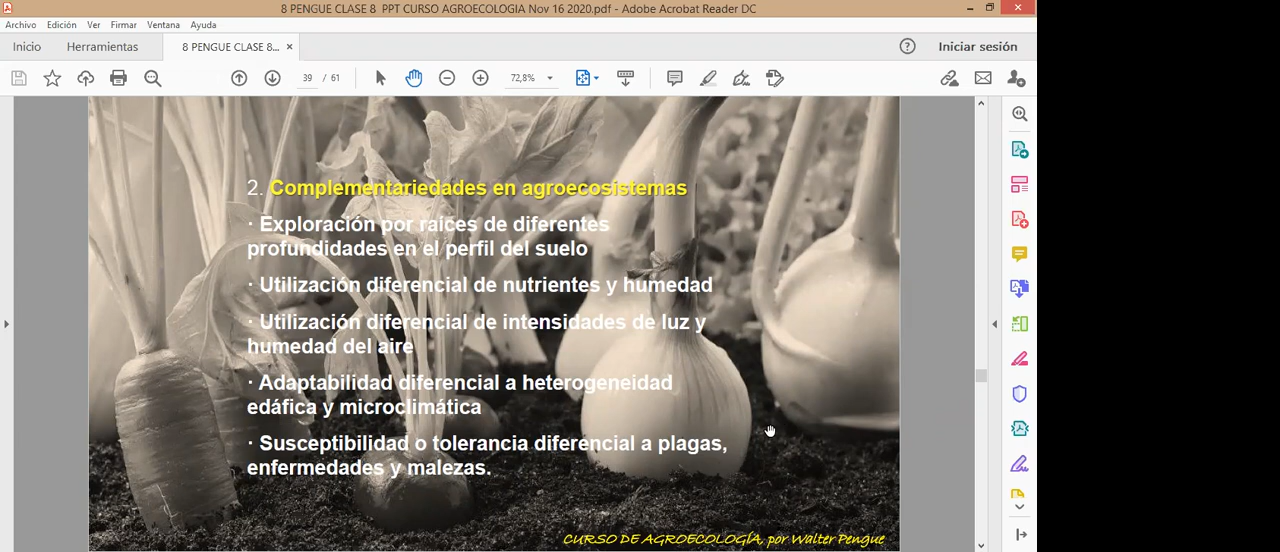 8 PENGUE CLASE 8 PPT CURSO AGROECOLOGIA Nov 16 2020.pdf - Adobe Acrobat Reader DC
Archivo Edición Ver Firmar Ventana Ayuda
Inicio Herramientas 8 PENGUE CLASE 8... × Iniciar sesión
39 / 61 72,8%
2. Complementariedades en agroecosistemas
· Exploración por raíces de diferentes
profundidades en el perfil del suelo
· Utilización diferencial de nutrientes y humedad
· Utilización diferencial de intensidades de luz y
humedad del aire
· Adaptabilidad diferencial a heterogeneidad
edáfica y microclimática
· Susceptibilidad o tolerancia diferencial a plagas,
enfermedades y malezas.
CURSO DE AGROECOLOGÍA, por Walter Pengue